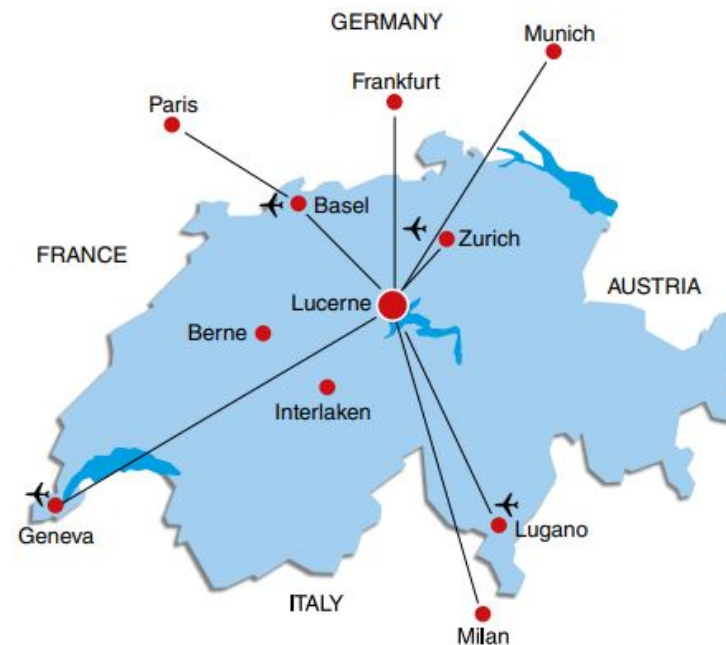 GERMANY
Munich
Frankfurt
Paris
Basel
Zurich
FRANCE
AUSTRIA
Lucerne
Berne
Interlaken
Geneva
Lugano
ITALY
Milan